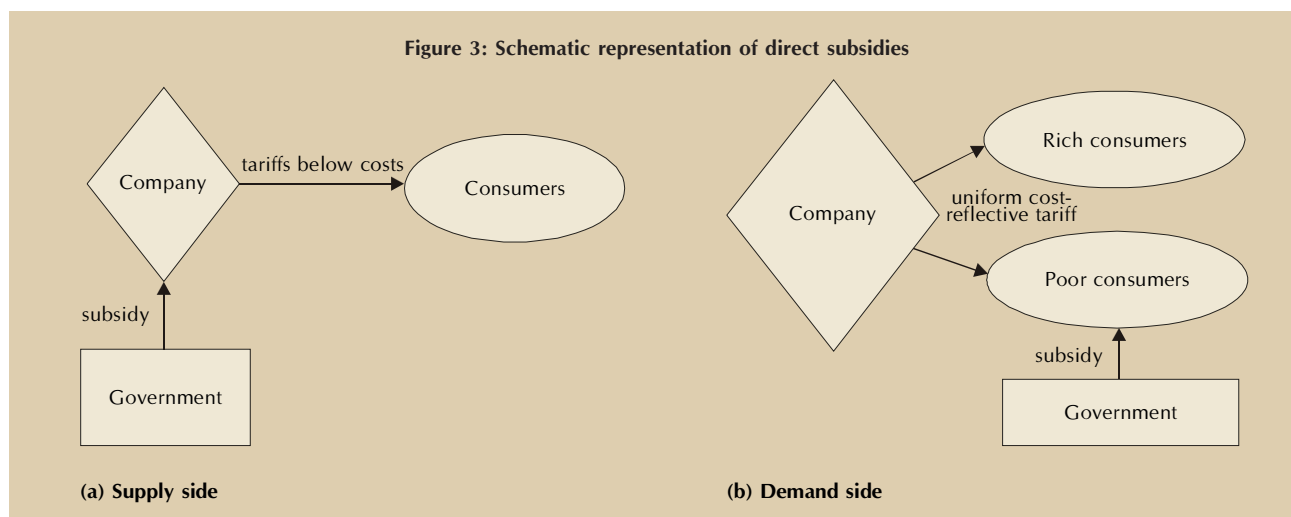 Figure 3: Schematic representation of direct subsidies
Company
tariffs below costs
Consumers
subsidy
Government
(a) Supply side
Company
Rich consumers
uniform cost-
reflective tariff
Poor consumers
subsidy
Government
(b) Demand side